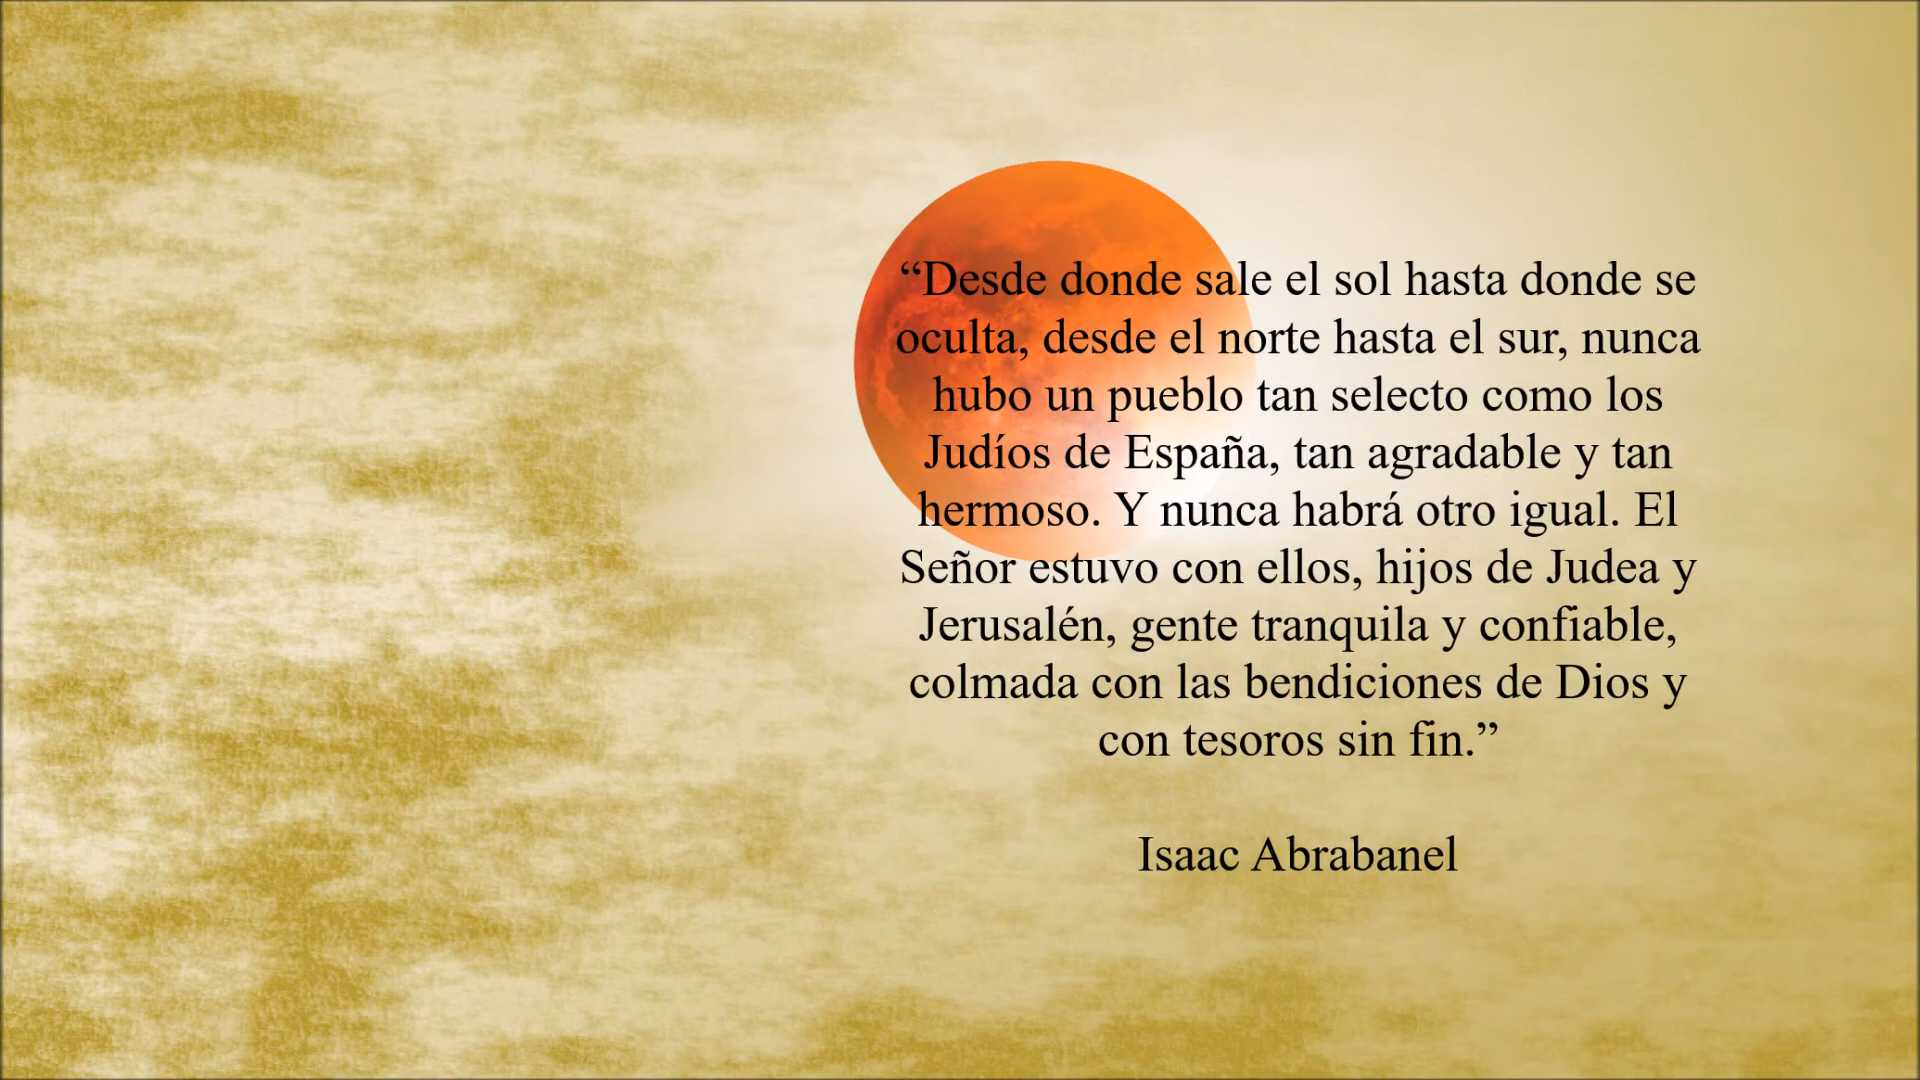 “Desde donde sale el sol hasta donde se
oculta, desde el norte hasta el sur, nunca
hubo un pueblo tan selecto como los
Judíos de España, tan agradable y tan
hermoso. Y nunca habrá otro igual. El
Señor estuvo con ellos, hijos de Judea y
Jerusalén, gente tranquila y confiable,
colmada con las bendiciones de Dios y
con tesoros sin fin.”
Isaac Abrabanel